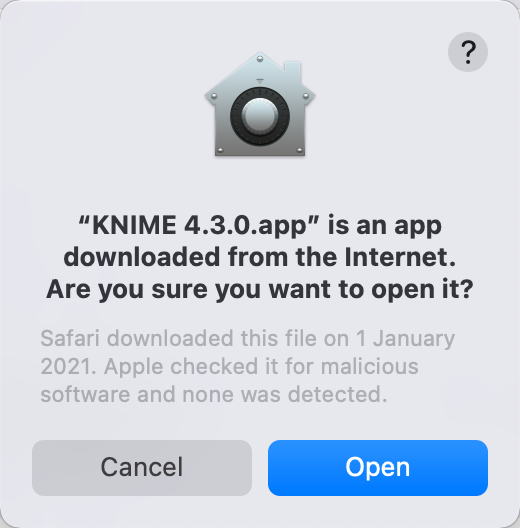 ?
“KNIME 4.3.0.app” is an app
downloaded from the Internet.
Are you sure you want to open it?
Safari downloaded this file on 1 January
2021. Apple checked it for malicious
software and none was detected.
Cancel
Open